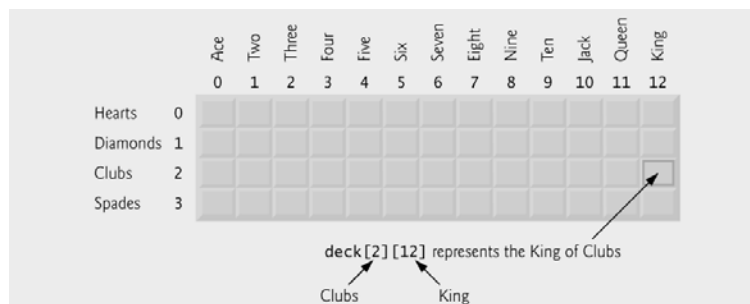 Ace Two Three Four Five Six Seven Eight Nine Ten Jack Queen King
0 1 2 3 4 5 6 7 8 9 10 11 12
Hearts 0
Diamonds 1
Clubs 2
Spades 3
deck[2][12] represents the King of Clubs
Clubs King